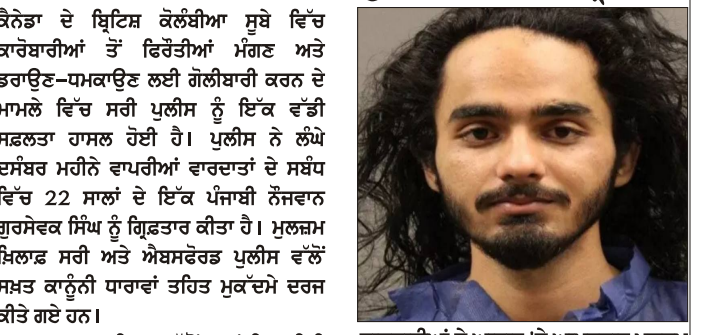 ਕੈਨੇਡਾ ਦੇ ਬ੍ਰਿਟਿਸ਼ ਕੋਲੰਬੀਆ ਸੂਬੇ ਵਿੱਚ
ਕਾਰੋਬਾਰੀਆਂ ਤੋਂ ਫਿਰੌਤੀਆਂ ਮੰਗਣ ਅਤੇ
ਡਰਾਉਣ–ਧਮਕਾਉਣ ਲਈ ਗੋਲੀਬਾਰੀ ਕਰਨ ਦੇ
ਮਾਮਲੇ ਵਿੱਚ ਸਰੀ ਪੁਲੀਸ ਨੂੰ ਇੱਕ ਵੱਡੀ
ਸਫ਼ਲਤਾ ਹਾਸਲ ਹੋਈ ਹੈ। ਪੁਲੀਸ ਨੇ ਲੰਘੇ
ਦਸੰਬਰ ਮਹੀਨੇ ਵਾਪਰੀਆਂ ਵਾਰਦਾਤਾਂ ਦੇ ਸਬੰਧ
ਵਿੱਚ 22 ਸਾਲਾਂ ਦੇ ਇੱਕ ਪੰਜਾਬੀ ਨੌਜਵਾਨ
ਗੁਰਸੇਵਕ ਸਿੰਘ ਨੂੰ ਗ੍ਰਿਫ਼ਤਾਰ ਕੀਤਾ ਹੈ। ਮੁਲਜ਼ਮ
ਖ਼ਿਲਾਫ਼ ਸਰੀ ਅਤੇ ਐਬਸਫੋਰਡ ਪੁਲੀਸ ਵੱਲੋਂ
ਸਖ਼ਤ ਕਾਨੂੰਨੀ ਧਾਰਾਵਾਂ ਤਹਿਤ ਮੁਕੱਦਮੇ ਦਰਜ
ਕੀਤੇ ਗਏ ਹਨ।